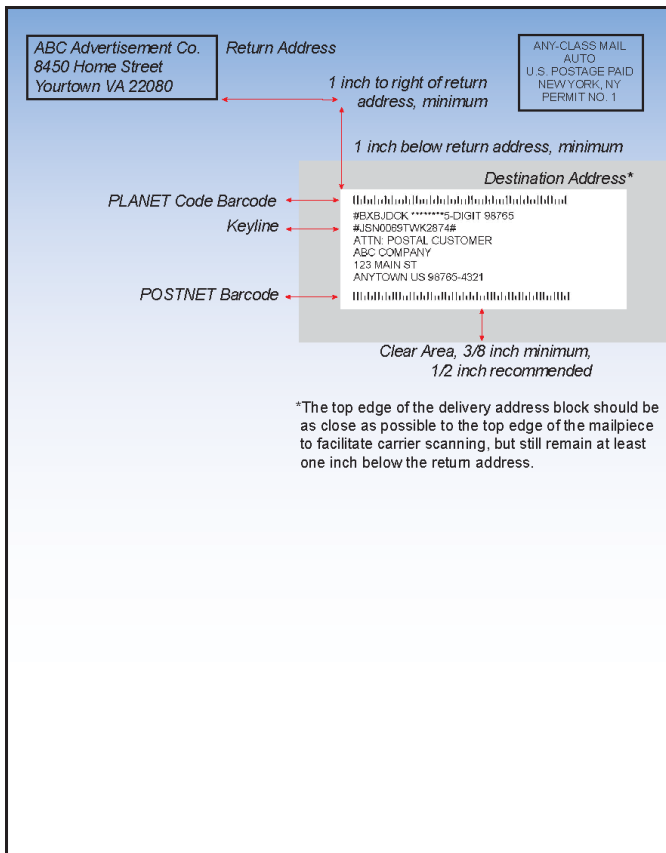 ABC Advertisement Co.
8450 Home Street
Yourtown VA 22080
Return Address
ANY-CLASS MAIL
AUTO
U.S. POSTAGE PAID
NEW YORK, NY
PERMIT NO. 1
1 inch to right of return
address, minimum
1 inch below return address, minimum
Destination Address*
PLANET Code Barcode
Keyline
#BXBJDCK ********5-DIGIT 98765
#JSN0069TWK2874#
ATTN: POSTAL CUSTOMER
ABC COMPANY
123 MAIN ST
ANYTOWN US 98765-4321
POSTNET Barcode
Clear Area, 3/8 inch minimum,
1/2 inch recommended
*The top edge of the delivery address block should be
as close as possible to the top edge of the mailpiece
to facilitate carrier scanning, but still remain at least
one inch below the return address.